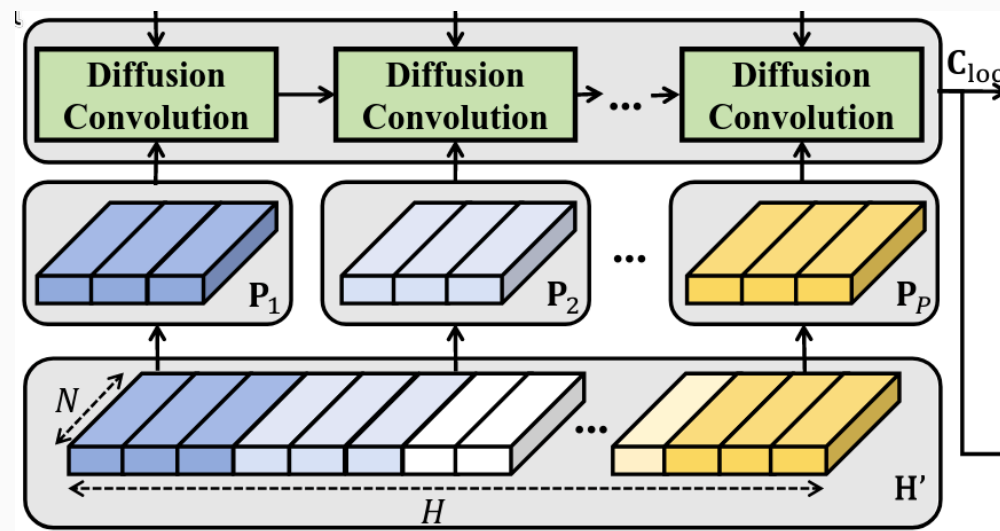 Diffusion
Convolution
Diffusion
Convolution
...
Diffusion
Convolution
C
P1
P2
...
PP
N
...
H
H'